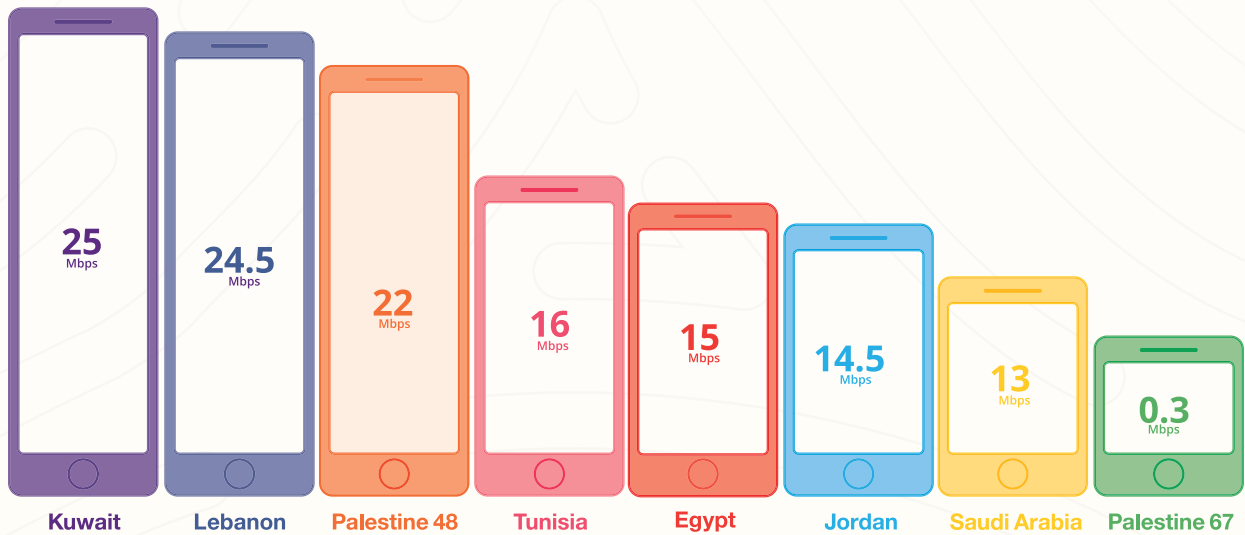 25
Mbps
Kuwait
24.5
Mbps
Lebanon
22
Mbps
Palestine 48
16
Mbps
Tunisia
15
Mbps
Egypt
14.5
Mbps
Jordan
13
Mbps
Saudi Arabia
0.3
Mbps
Palestine 67